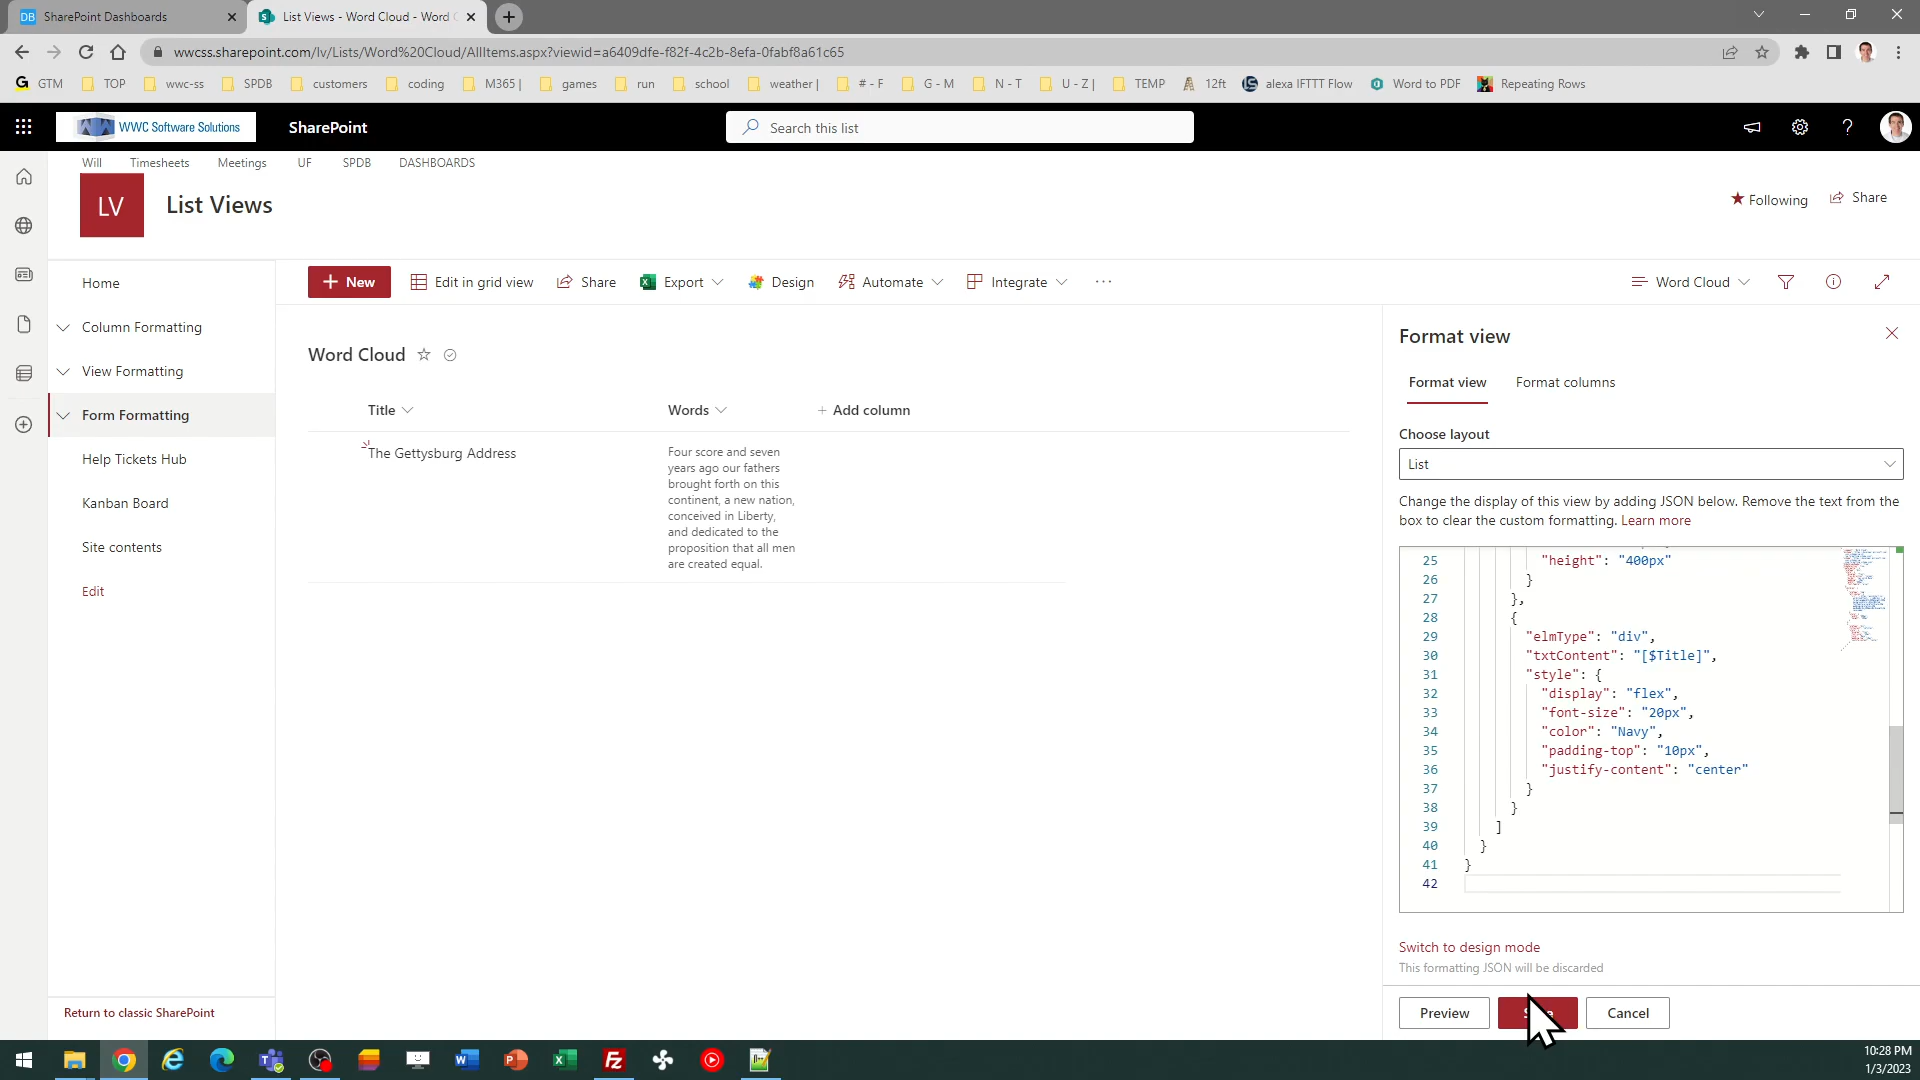 DB SharePoint Dashboards
List Views - Word Cloud - Word C
wwcss.sharepoint.com/lv/Lists/Word%20Cloud/AllItems.aspx?viewid=a6409dfe-f82f-4c2b-8efa-0fabf8a61c65
G GTM TOP wwc-ss SPDB customers coding M365 | games run school weather | # - F G - M N - T U - Z | TEMP 12ft alexa IFTTT Flow Word to PDF Repeating Rows
WWC Software Solutions SharePoint Search this list
Will Timesheets Meetings UF SPDB DASHBOARDS
LV List Views
Following Share
Home
Column Formatting
View Formatting
Form Formatting
Help Tickets Hub
Kanban Board
Site contents
Edit
Return to classic SharePoint
+ New Edit in grid view Share Export Design Automate Integrate ... Word Cloud
Word Cloud
Title Words + Add column
The Gettysburg Address
Four score and seven
years ago our fathers
brought forth on this
continent, a new nation,
conceived in Liberty,
and dedicated to the
proposition that all men
are created equal.
Format view
Format view Format columns
Choose layout
List
Change the display of this view by adding JSON below. Remove the text from the
box to clear the custom formatting. Learn more
25 "height": "400px"
26 }
27 },
28 {
29 "elmType": "div",
30 "txtContent": "[$Title]",
31 "style": {
32 "display": "flex",
33 "font-size": "20px",
34 "color": "Navy",
35 "padding-top": "10px",
36 "justify-content": "center"
37 }
38 }
39 ]
40 }
41 }
42
Switch to design mode
This formatting JSON will be discarded
Preview Cancel
10:28 PM
1/3/2023